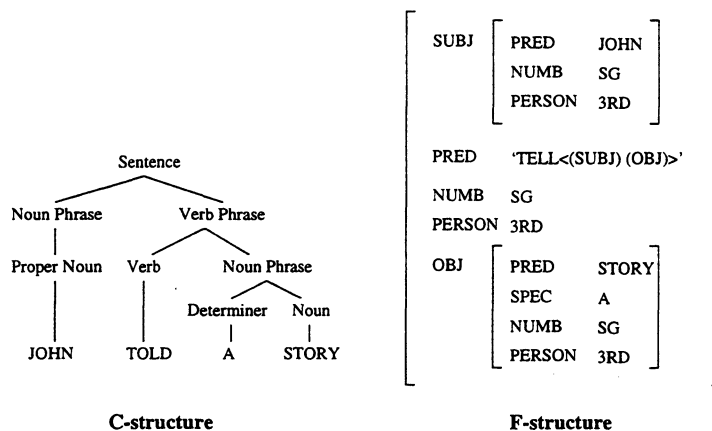 Sentence
Noun Phrase Verb Phrase
Proper Noun Verb Noun Phrase
Determiner Noun
JOHN TOLD A STORY
C-structure
SUBJ PRED JOHN
NUMB SG
PERSON 3RD
PRED 'TELL<(SUBJ) (OBJ)>'
NUMB SG
PERSON 3RD
OBJ PRED STORY
SPEC A
NUMB SG
PERSON 3RD
F-structure